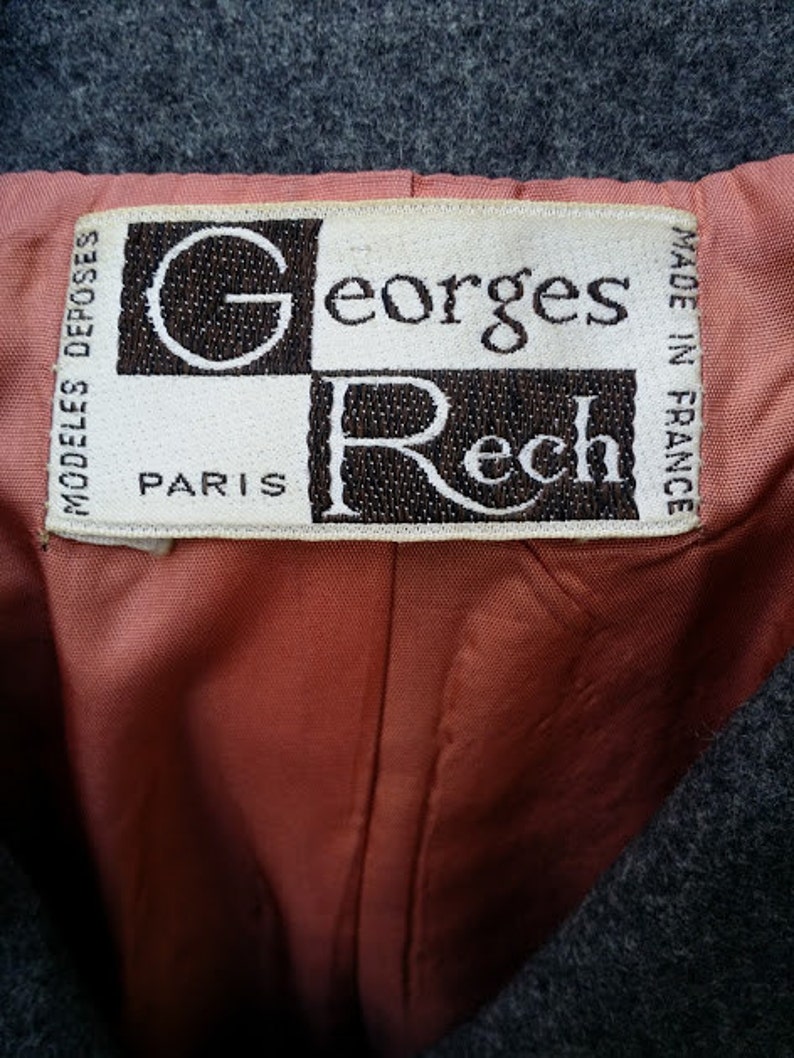 Georges
Rech
PARIS
MODELES DEPOSES
MADE IN FRANCE